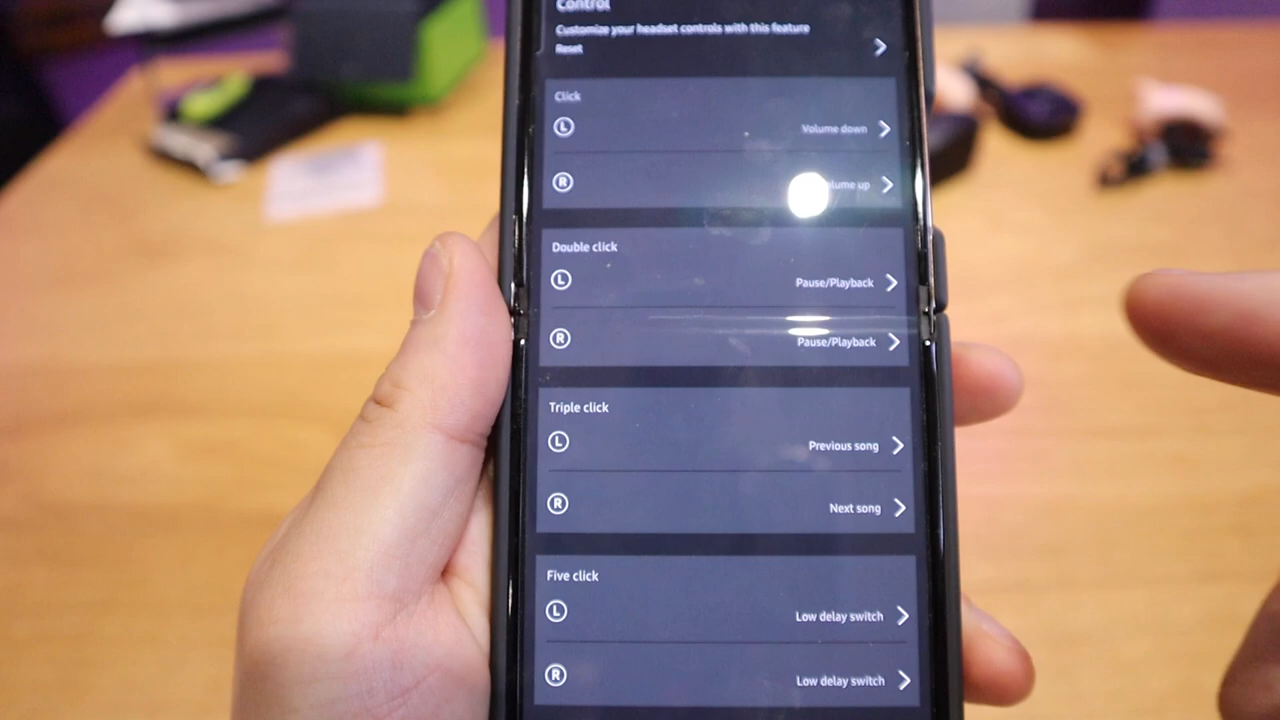 Control
Customize your headset controls with this feature
Reset
Click
L Volume down
R up
Double click
L Pause/Playback
R Pause/Playback
Triple click
L Previous song
R Next song
Five click
L Low delay switch
R Low delay switch